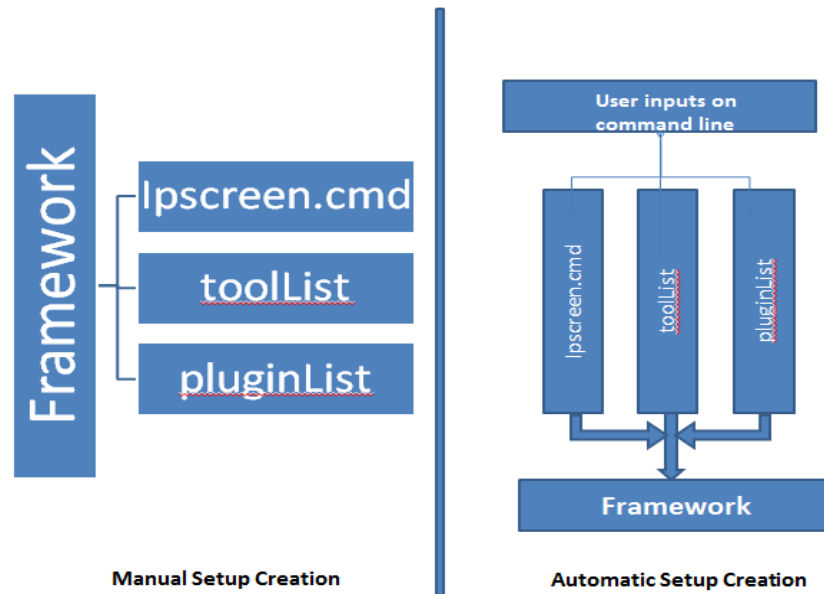 Framework
lpscreen.cmd
toolList
pluginList
Manual Setup Creation
User inputs on
command line
lpscreen.cmd
toolList
pluginList
Framework
Automatic Setup Creation